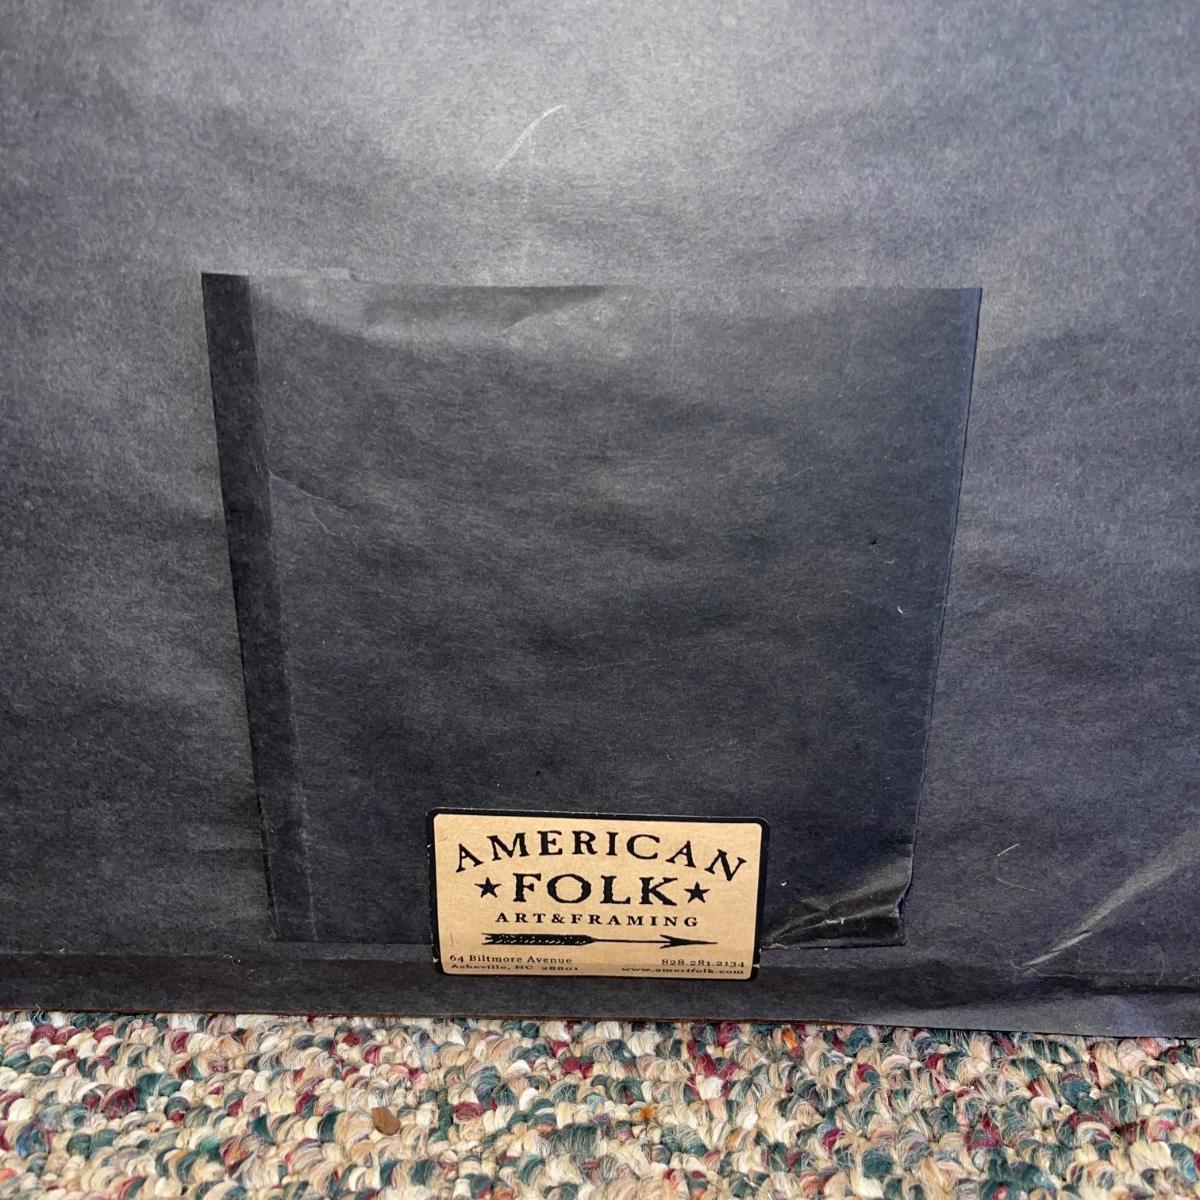 AMERICAN
★FOLK★
ART&FRAMING
64 Biltmore Avenue 828.281.2134
Asheville, NC 28801 www.amerifolk.com